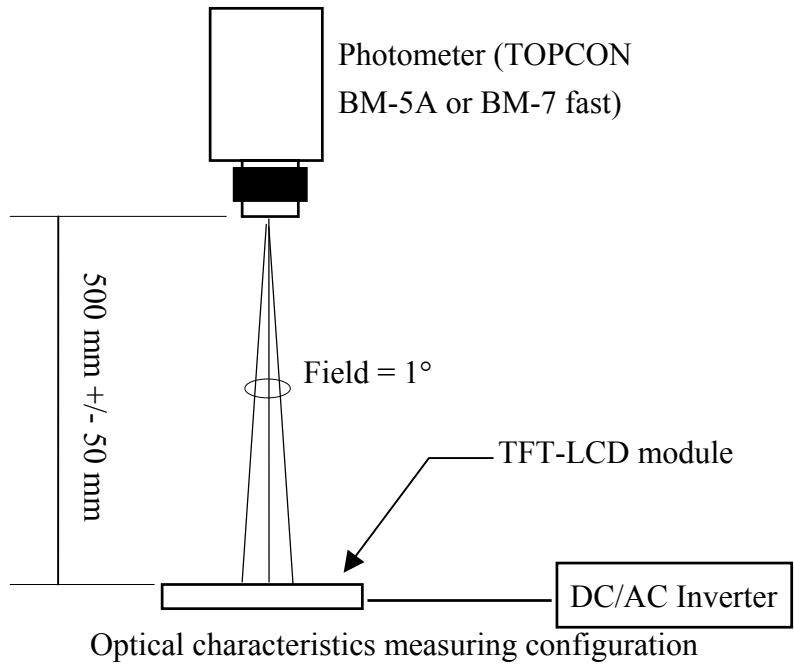 Photometer (TOPCON
BM-5A or BM-7 fast)
500 mm +/- 50 mm
Field = 1°
TFT-LCD module
DC/AC Inverter
Optical characteristics measuring configuration